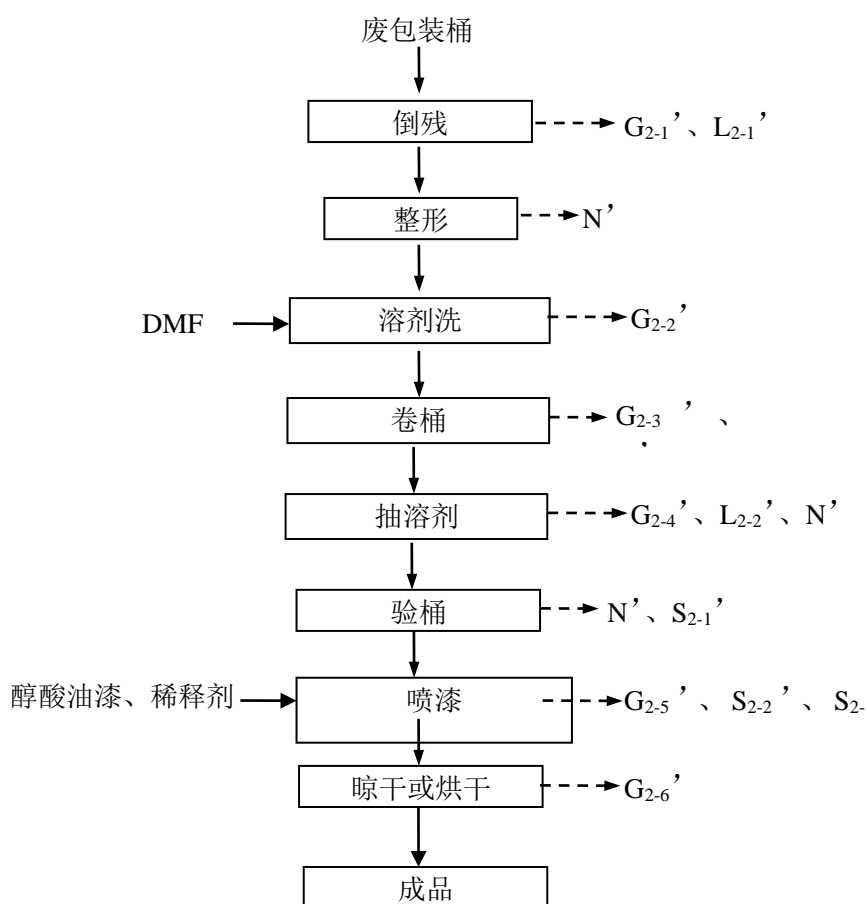 废包装桶
倒残
G2-1’、L2-1’
整形
N’
DMF
溶剂洗
G2-2’
卷桶
G2-3 ’ 、
抽溶剂
G2-4’、L2-2’、N’
验桶
N’、S2-1’
醇酸油漆、稀释剂
喷漆
G2-5’、S2-2’、S2-
晾干或烘干
G2-6’
成品